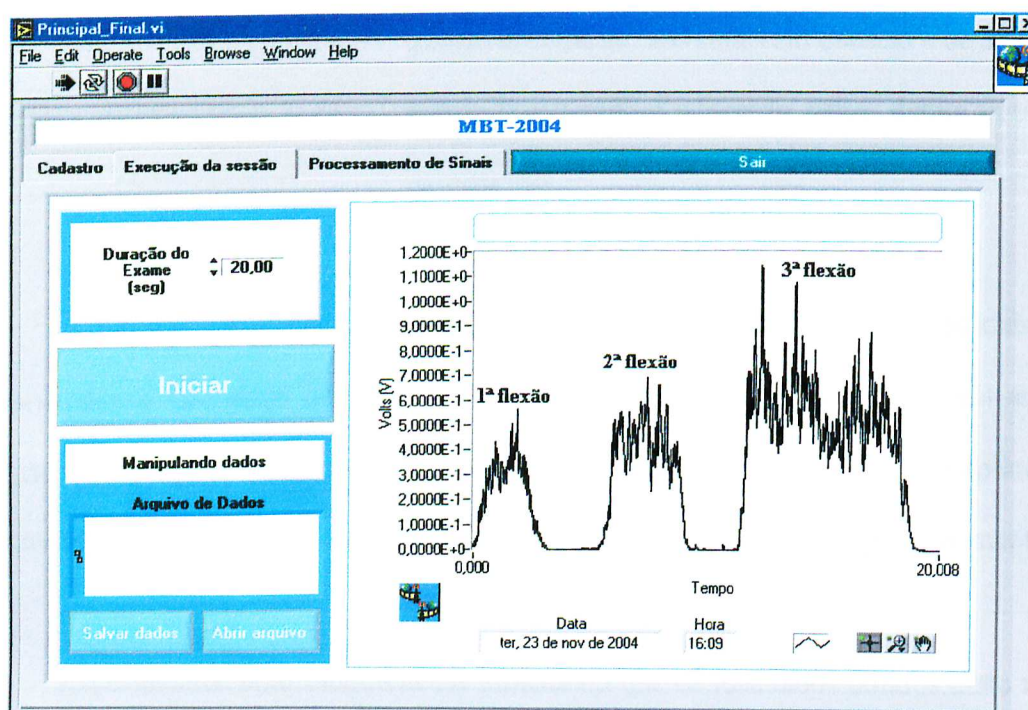 Principal_Final.vi
File Edit Operate Tools Browse Window Help
MBT-2004
Cadastro Execução da sessão Processamento de Sinais Sair
Duração do
Exame
(seg)
20,00
Iniciar
Manipulando dados
Arquivo de Dados
Salvar dados Abrir arquivo
Volts (V)
1,2000E+0
1,1000E+0
1,0000E+0
9,0000E-1
8,0000E-1
7,0000E-1
6,0000E-1
5,0000E-1
4,0000E-1
3,0000E-1
2,0000E-1
1,0000E-1
0,0000E+0
1ª flexão
2ª flexão
3ª flexão
0,000 20,008
Tempo
Data Hora
ter, 23 de nov de 2004 16:09